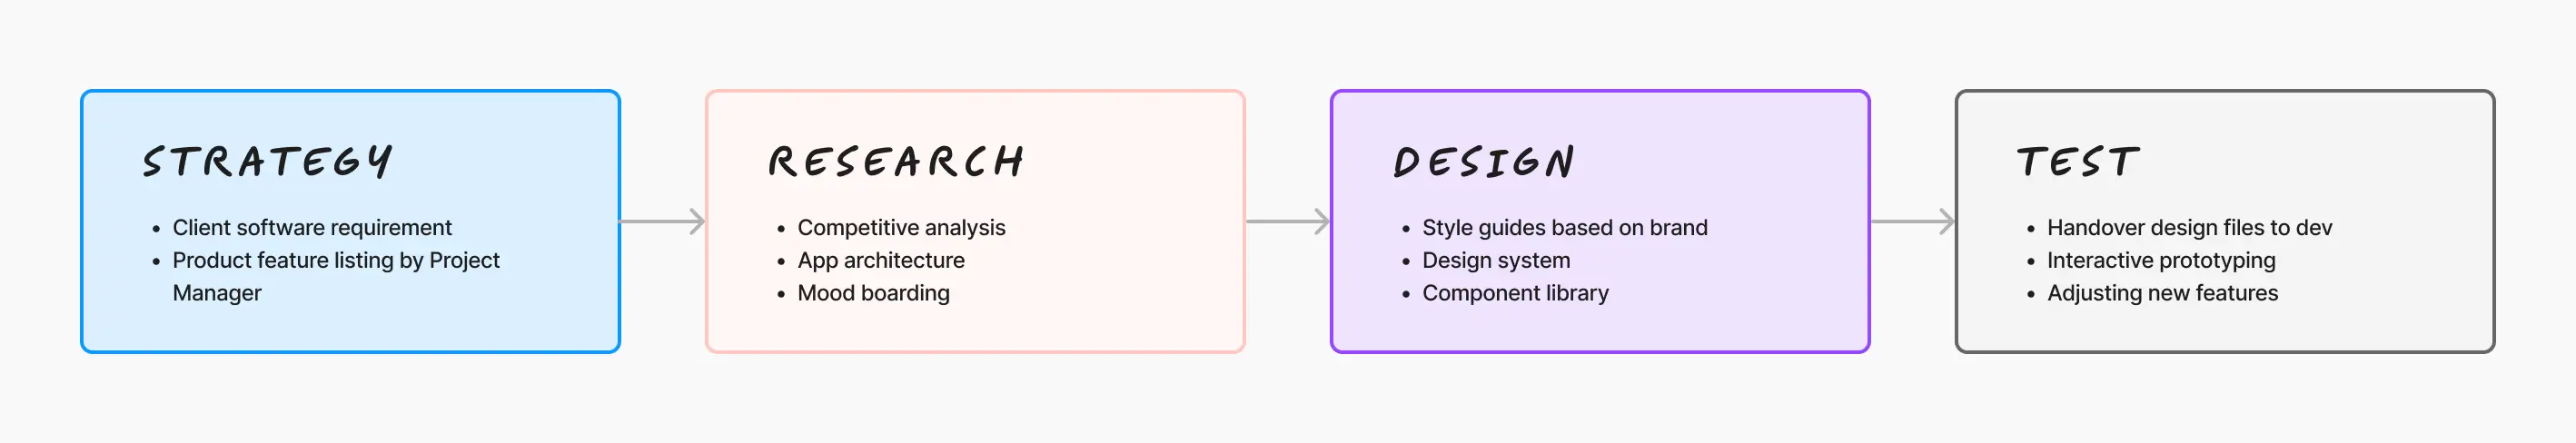 STRATEGY
• Client software requirement
• Product feature listing by Project
Manager
RESEARCH
• Competitive analysis
• App architecture
• Mood boarding
DESIGN
• Style guides based on brand
• Design system
• Component library
TEST
• Handover design files to dev
• Interactive prototyping
• Adjusting new features